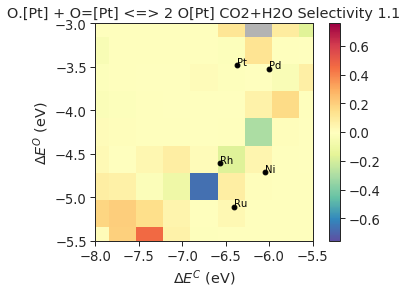 O.[Pt] + O=[Pt] <=> 2 O[Pt] CO2+H2O Selectivity 1.1
−3.0
−3.5
−4.0
−4.5
−5.0
−5.5
ΔE^O (eV)
Pt
Pd
Rh
Ni
Ru
−8.0 −7.5 −7.0 −6.5 −6.0 −5.5
ΔE^C (eV)
0.6
0.4
0.2
0.0
−0.2
−0.4
−0.6